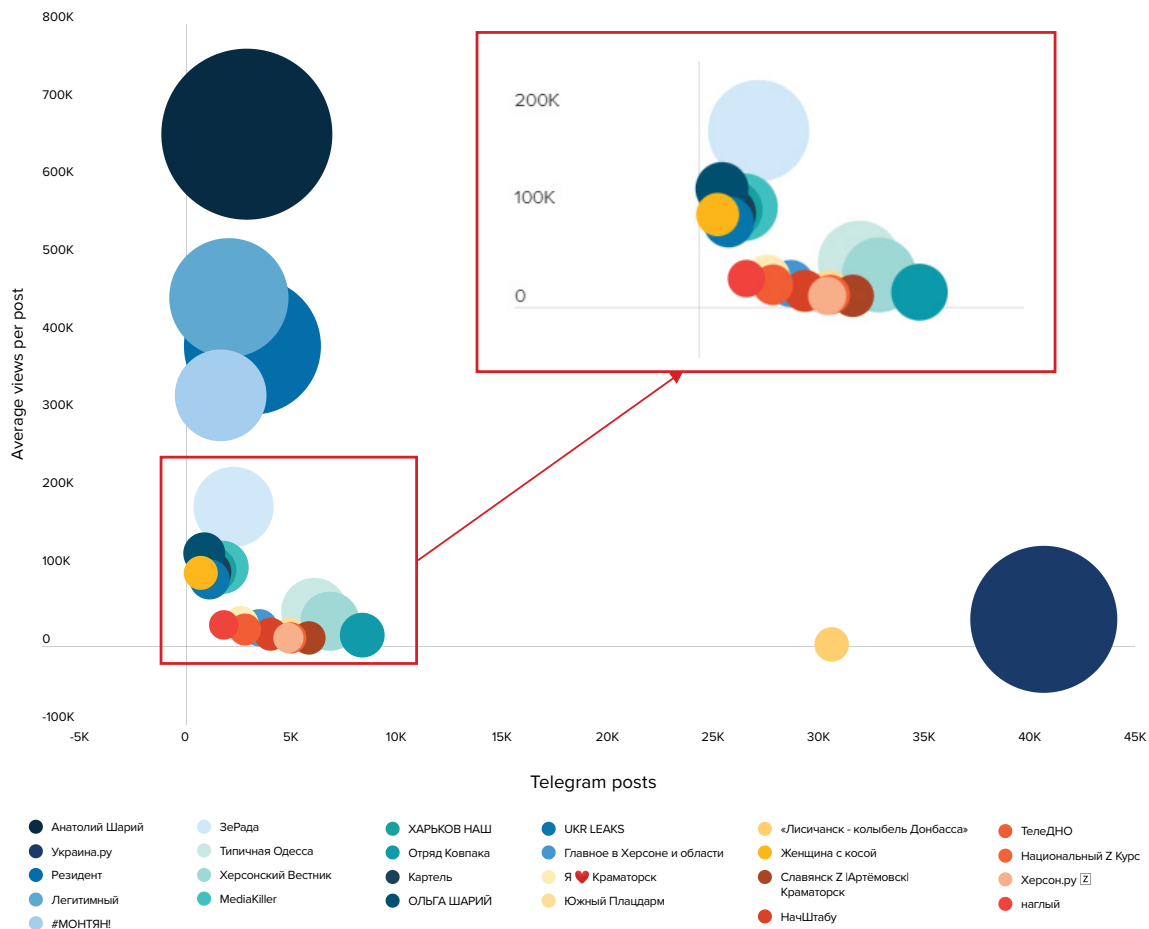 800K
700K
600K
500K
400K
300K
200K
100K
0
-100K
Average views per post
200K
100K
0
-5K 0 5K 10K 15K 20K 25K 30K 35K 40K 45K
Telegram posts
Анатолий Шарий
Украина.ру
Резидент
Легитимный
#МОНТЯН!
ЗеРада
Типичная Одесса
Херсонский Вестник
MediaKiller
ХАРЬКОВ НАШ
Отряд Ковпака
Картель
ОЛЬГА ШАРИЙ
UKR LEAKS
Главное в Херсоне и области
Я ❤️ Краматорск
Южный Плацдарм
«Лисичанск - колыбель Донбасса»
Женщина с косой
Славянск Z |Артёмовск|
Краматорск
НачШтабу
ТелеДНО
Национальный Z Курс
Херсон.ру 🅉
наглый